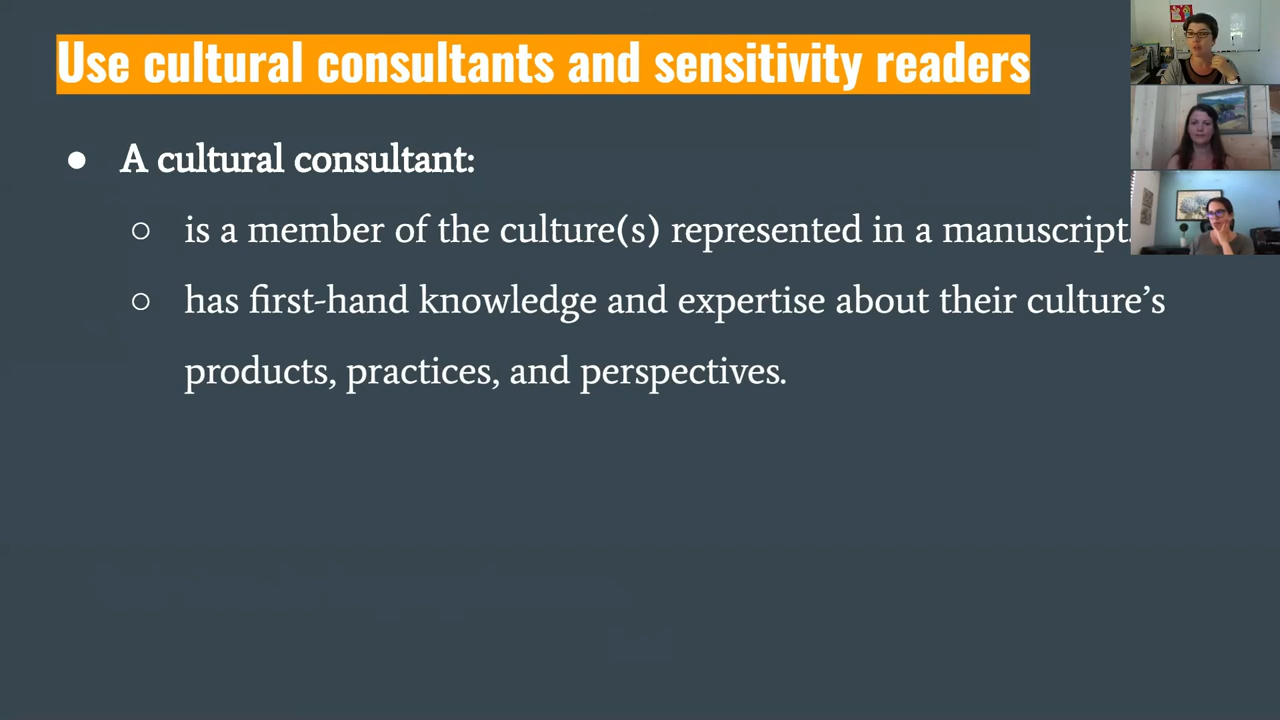 Use cultural consultants and sensitivity readers
● A cultural consultant:
○ is a member of the culture(s) represented in a manuscript.
○ has first-hand knowledge and expertise about their culture’s
products, practices, and perspectives.